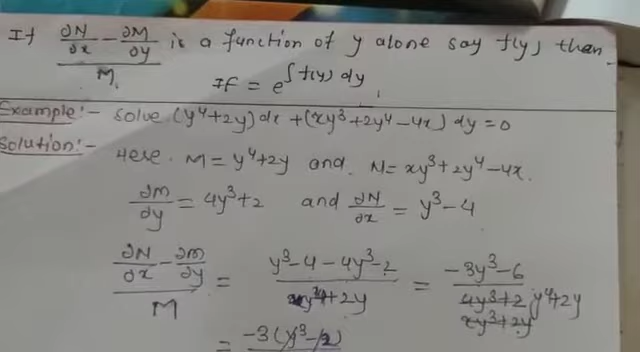 If ∂N/∂x - ∂M/∂y / M is a function of y alone say f(y) then
IF = e^∫f(y) dy
Example:- solve (y⁴+2y)dx + (xy³+2y⁴-4x) dy = 0
Solution:- Here. M = y⁴+2y and. N = xy³+2y⁴-4x.
∂M/∂y = 4y³+2 and ∂N/∂x = y³-4
∂N/∂x - ∂M/∂y / M = y³-4-4y³-2 / y⁴+2y = -3y³-6 / y⁴+2y
= -3(y³-2)